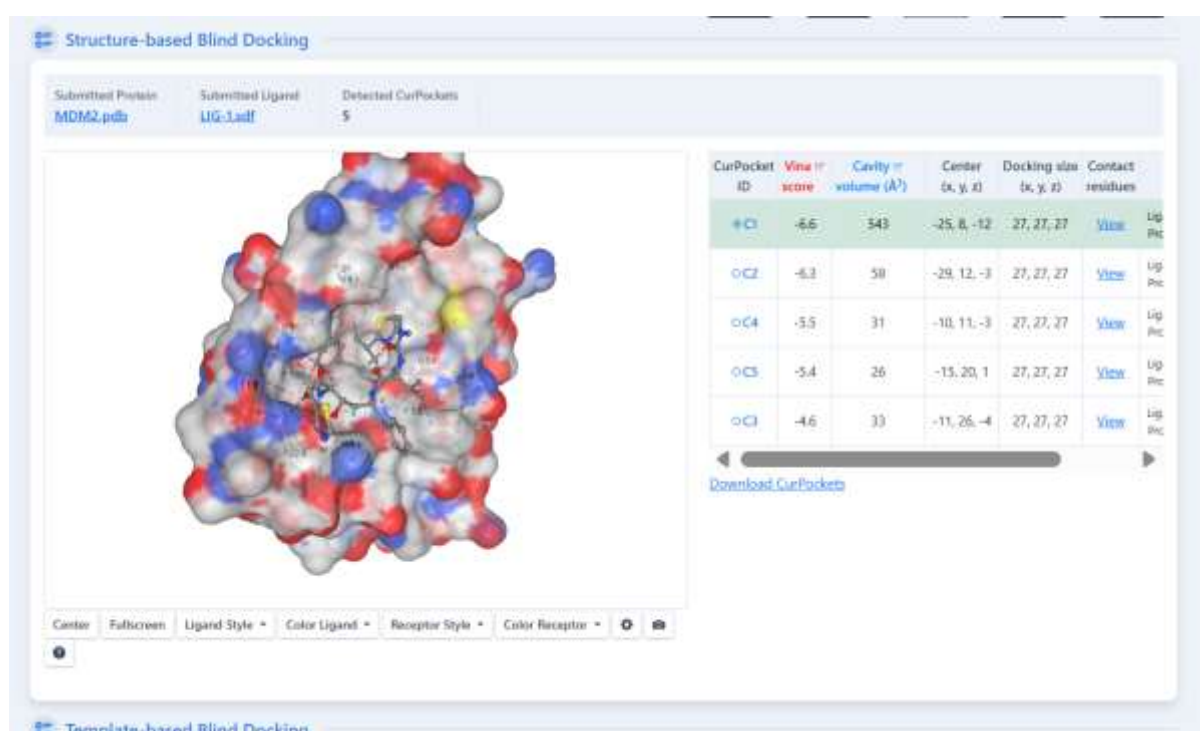 Structure-based Blind Docking
Submitted Protein Submitted Ligand Detected CurPockets
MDM2.pdb LIG-1.sdf 5
CurPocket Vina Cavity Center Docking size Contact
ID score volume (Å³) (x, y, z) (x, y, z) residues
C1 -6.6 543 -25, 8, -12 27, 27, 27 View
C2 -6.3 58 -29, 12, -3 27, 27, 27 View
C4 -5.5 31 -10, 11, -3 27, 27, 27 View
C5 -5.4 26 -15, 20, 1 27, 27, 27 View
C3 -4.6 33 -11, 26, -4 27, 27, 27 View
Download CurPockets
Center Fullscreen Ligand Style Color Ligand Receptor Style Color Receptor
Template-based Blind Docking